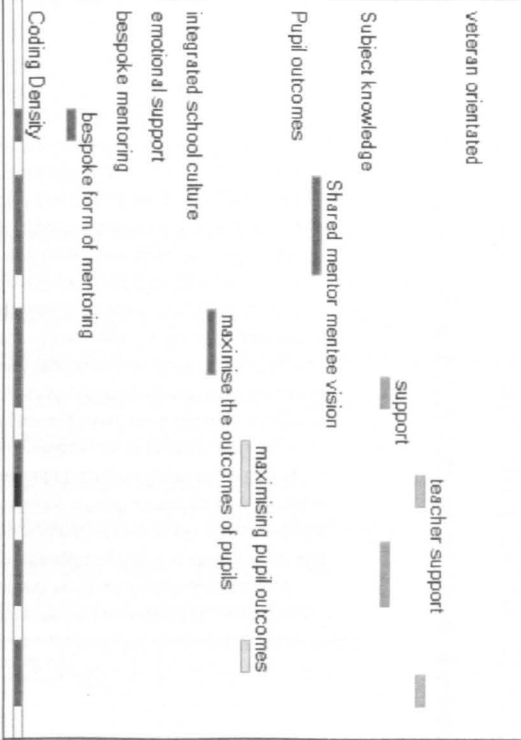 veteran orientated
teacher support
support
Subject knowledge
Shared mentor mentee vision
Pupil outcomes
maximising pupil outcomes
maximise the outcomes of pupils
integrated school culture
emotional support
bespoke mentoring
bespoke form of mentoring
Coding Density